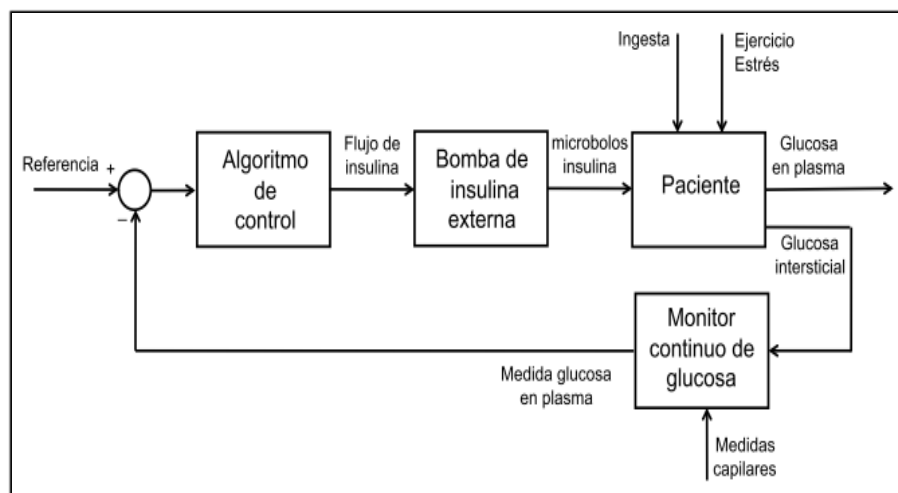 Ingesta
Ejercicio
Estrés
Referencia
+
−
Algoritmo
de
control
Flujo de
insulina
Bomba de
insulina
externa
microbolos
insulina
Paciente
Glucosa
en plasma
Glucosa
intersticial
Monitor
continuo de
glucosa
Medida glucosa
en plasma
Medidas
capilares